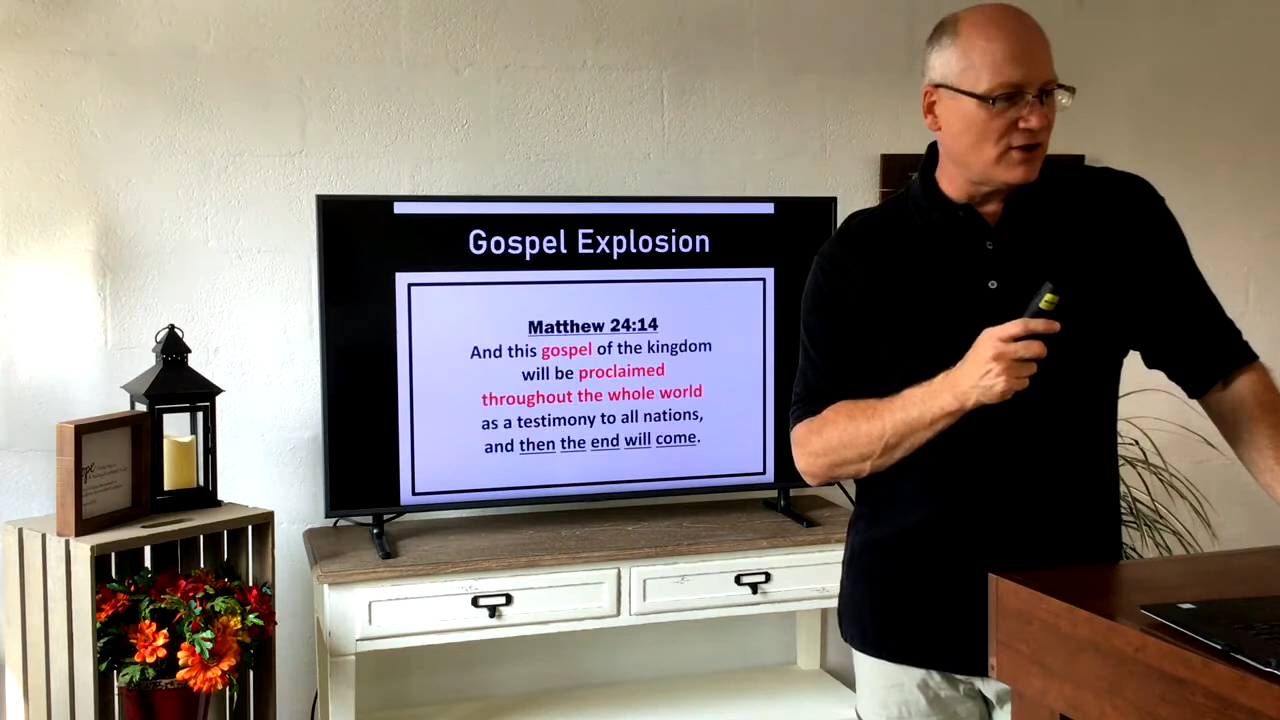 Gospel Explosion
Matthew 24:14
And this gospel of the kingdom
will be proclaimed
throughout the whole world
as a testimony to all nations,
and then the end will come.